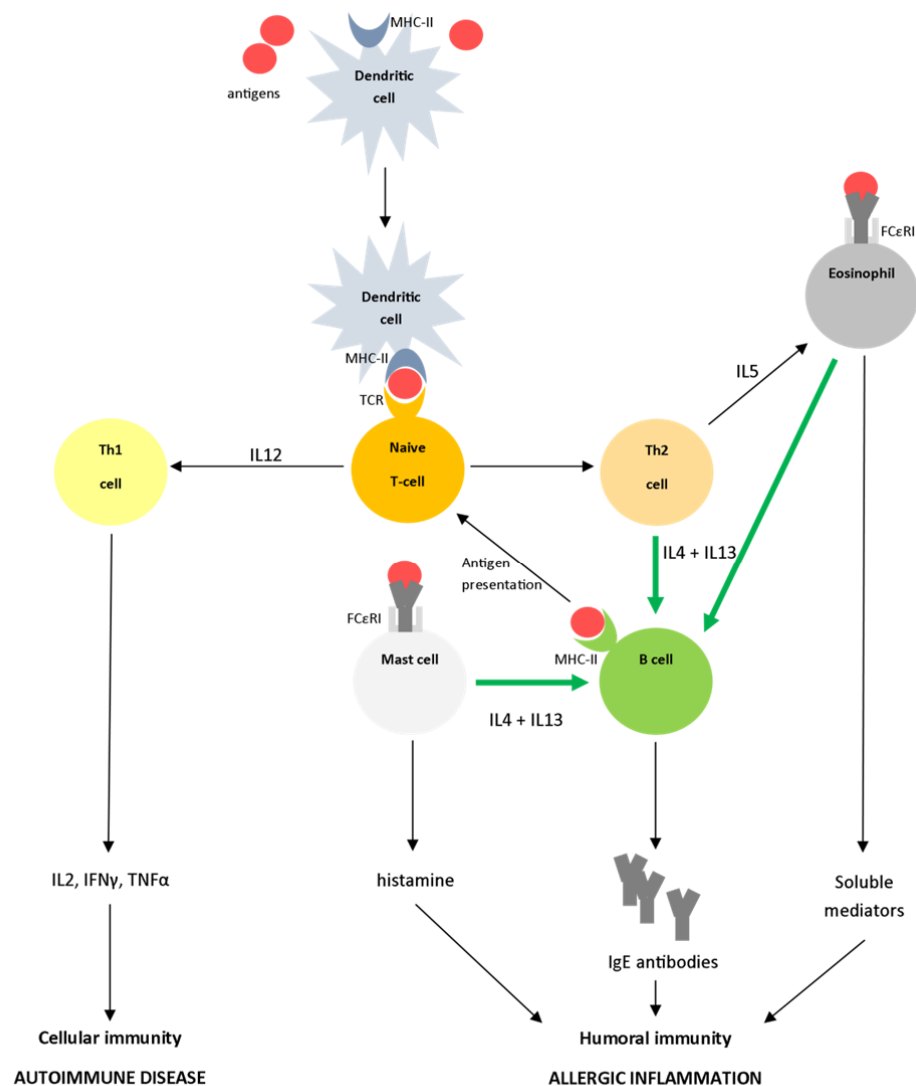 MHC-II
Dendritic
cell
antigens
FCεRI
Eosinophil
Dendritic
cell
MHC-II
TCR
IL5
Th1
cell
IL12
Naive
T-cell
Th2
cell
IL4 + IL13
Antigen
presentation
FCεRI
Mast cell
MHC-II
B cell
IL4 + IL13
IL2, IFNγ, TNFα
histamine
Soluble
mediators
IgE antibodies
Cellular immunity
AUTOIMMUNE DISEASE
Humoral immunity
ALLERGIC INFLAMMATION